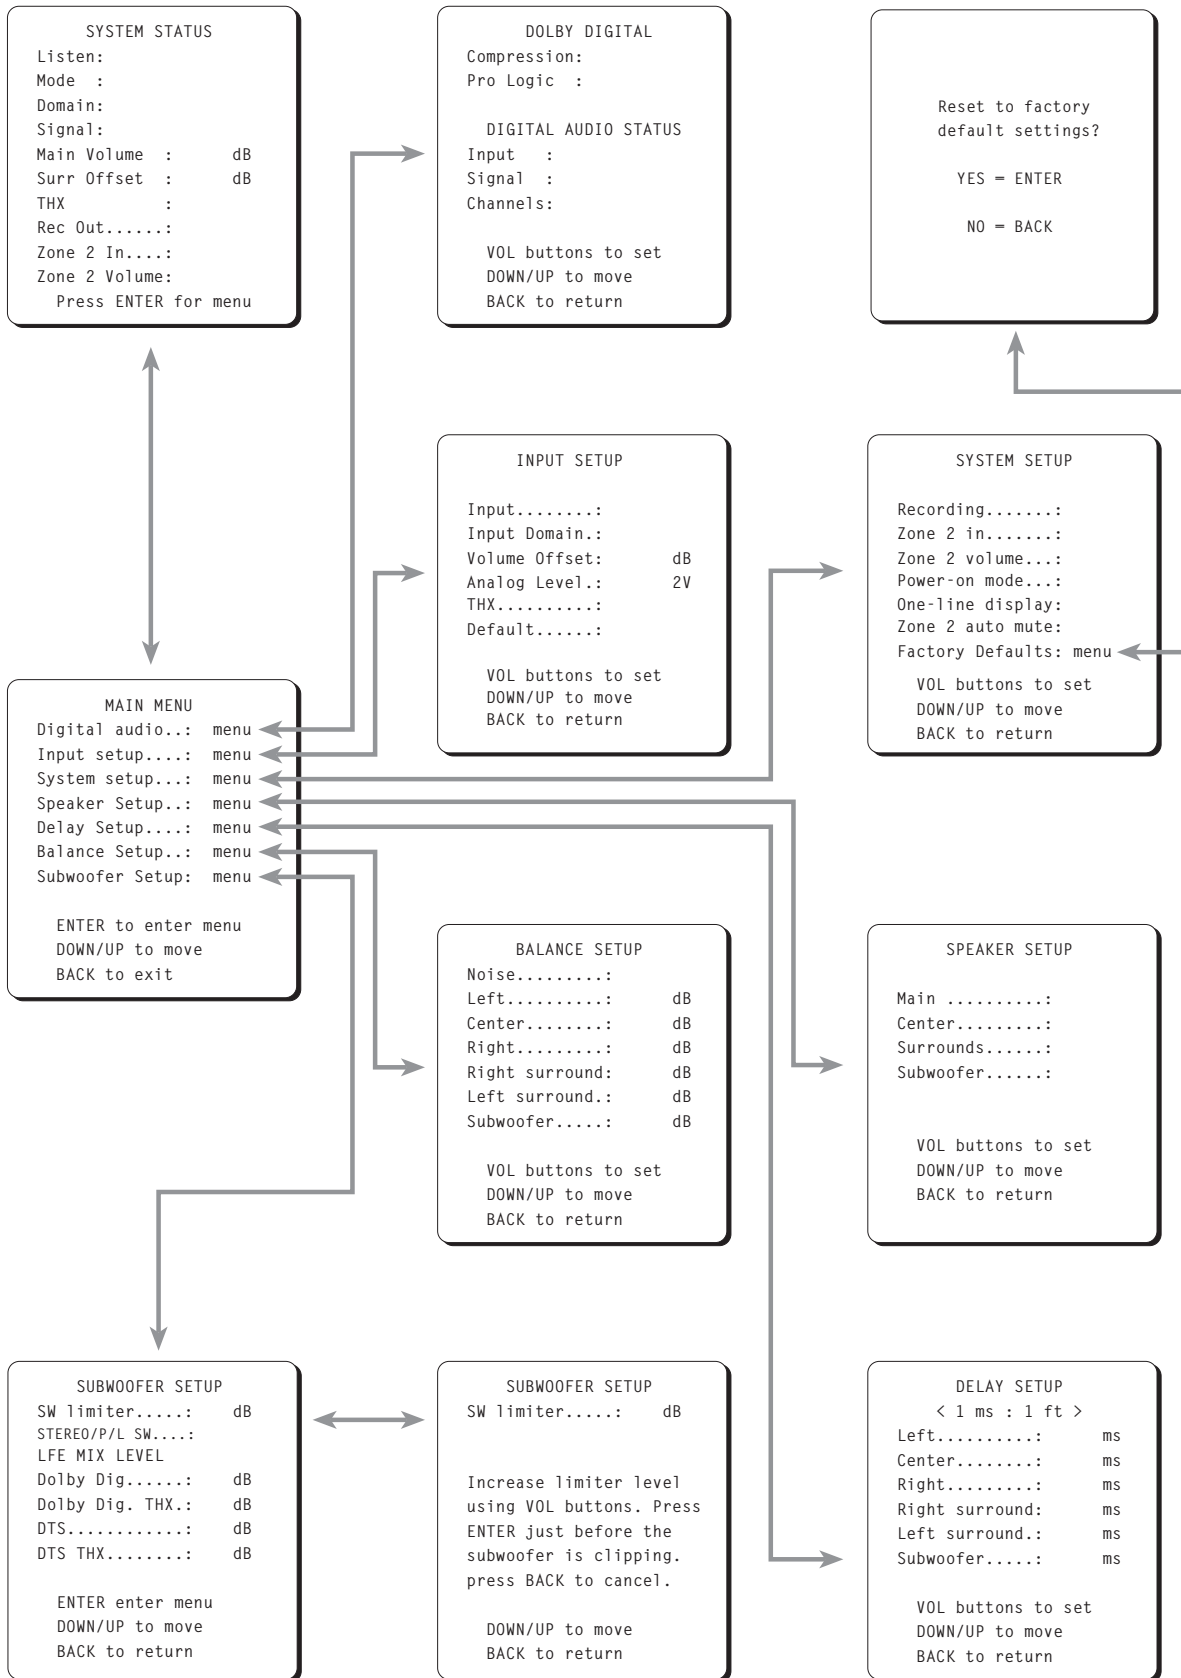 SYSTEM STATUS
Listen:
Mode  :
Domain:
Signal:
Main Volume  :      dB
Surr Offset  :      dB
THX          :
Rec Out......:
Zone 2 In....:
Zone 2 Volume:
Press ENTER for menu
DOLBY DIGITAL
Compression:
Pro Logic  :
DIGITAL AUDIO STATUS
Input   :
Signal  :
Channels:
VOL buttons to set
DOWN/UP to move
BACK to return
Reset to factory
default settings?
YES = ENTER
NO = BACK
INPUT SETUP
Input........:
Input Domain.:
Volume Offset:       dB
Analog Level.:       2V
THX..........:
Default......:
VOL buttons to set
DOWN/UP to move
BACK to return
SYSTEM SETUP
Recording.......:
Zone 2 in.......:
Zone 2 volume...:
Power-on mode...:
One-line display:
Zone 2 auto mute:
Factory Defaults: menu
VOL buttons to set
DOWN/UP to move
BACK to return
MAIN MENU
Digital audio..:  menu
Input setup....:  menu
System setup...:  menu
Speaker Setup..:  menu
Delay Setup....:  menu
Balance Setup..:  menu
Subwoofer Setup:  menu
ENTER to enter menu
DOWN/UP to move
BACK to exit
BALANCE SETUP
Noise.........:
Left..........:      dB
Center........:      dB
Right.........:      dB
Right surround:      dB
Left surround.:      dB
Subwoofer.....:      dB
VOL buttons to set
DOWN/UP to move
BACK to return
SPEAKER SETUP
Main ..........:
Center.........:
Surrounds......:
Subwoofer......:
VOL buttons to set
DOWN/UP to move
BACK to return
SUBWOOFER SETUP
SW limiter.....:    dB
STEREO/P/L SW....:
LFE MIX LEVEL
Dolby Dig......:    dB
Dolby Dig. THX.:    dB
DTS............:    dB
DTS THX........:    dB
ENTER enter menu
DOWN/UP to move
BACK to return
SUBWOOFER SETUP
SW limiter.....:    dB
Increase limiter level
using VOL buttons. Press
ENTER just before the
subwoofer is clipping.
press BACK to cancel.
DOWN/UP to move
BACK to return
DELAY SETUP
< 1 ms : 1 ft >
Left..........:      ms
Center........:      ms
Right.........:      ms
Right surround:      ms
Left surround.:      ms
Subwoofer.....:      ms
VOL buttons to set
DOWN/UP to move
BACK to return